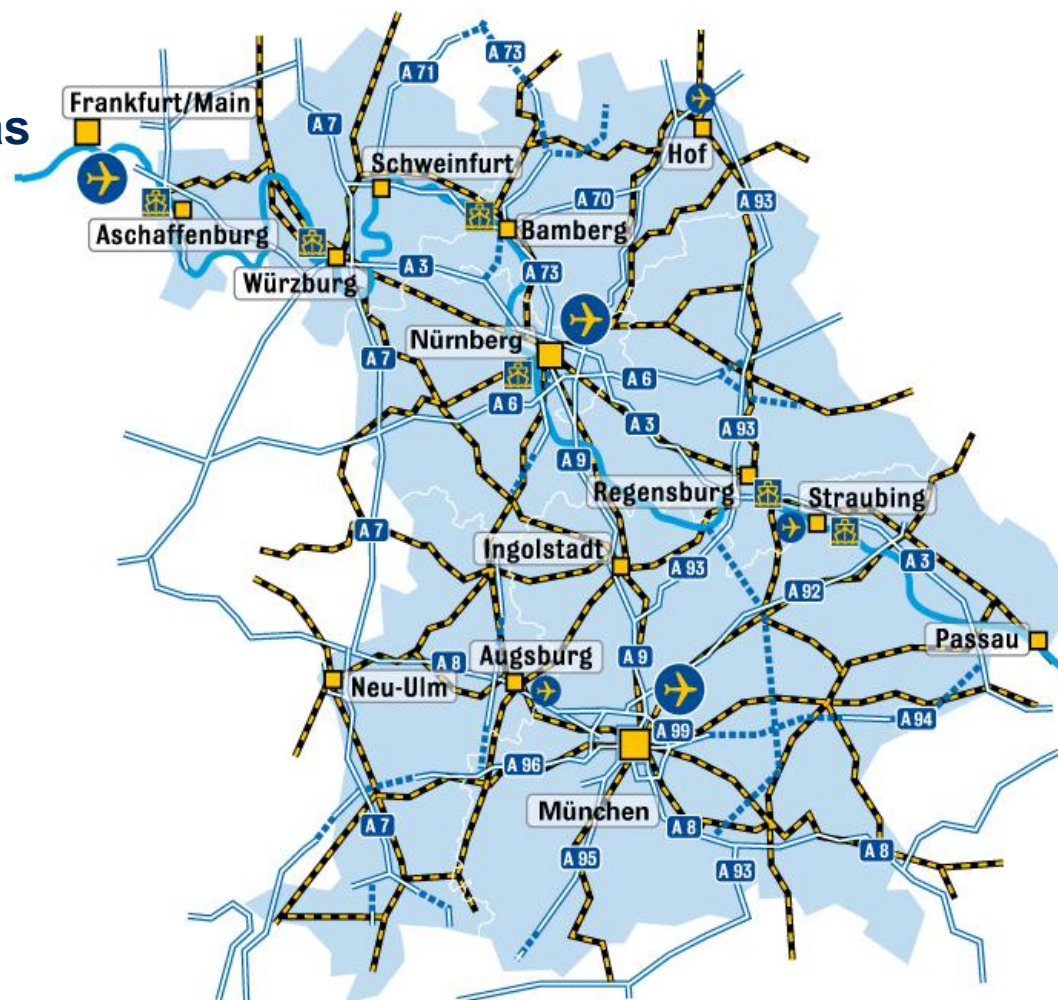 A 73
A 71
Frankfurt/Main
as
A 7
Hof
Schweinfurt
A 70
A 93
Aschaffenburg
Bamberg
Würzburg
A 3
A 73
Nürnberg
A 7
A 6
A 6
A 3
A 93
A 9
Regensburg
Straubing
A 7
Ingolstadt
A 93
A 3
A 92
Passau
A 8
Augsburg
A 9
Neu-Ulm
A 94
A 99
A 96
München
A 7
A 8
A 95
A 93
A 8